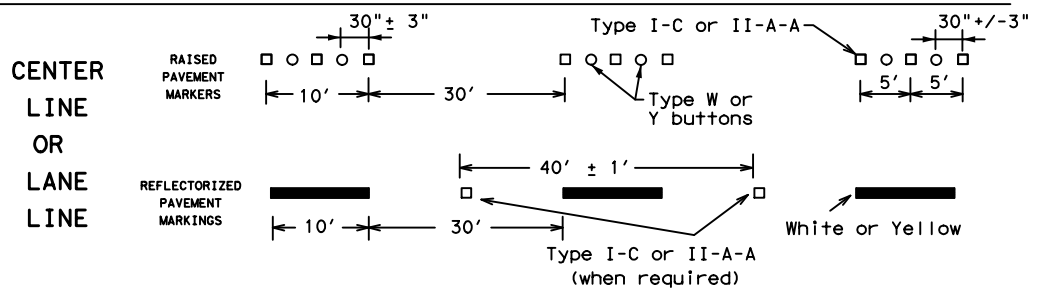 CENTER
LINE
OR
LANE
LINE
RAISED
PAVEMENT
MARKERS
30"± 3"
Type I-C or II-A-A
30"+/-3"
10'
30'
5'
5'
Type W or
Y buttons
REFLECTORIZED
PAVEMENT
MARKINGS
40' ± 1'
10'
30'
White or Yellow
Type I-C or II-A-A
(when required)